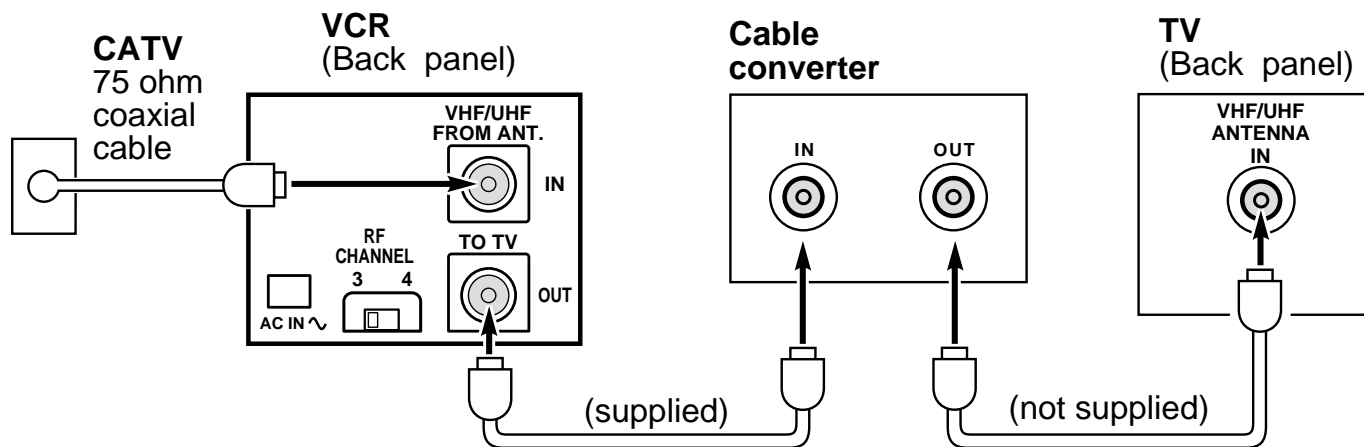 CATV
75 ohm
coaxial
cable
VCR
(Back panel)
VHF/UHF
FROM ANT.
IN
RF
CHANNEL
3 4
AC IN
TO TV
OUT
(supplied)
Cable
converter
IN OUT
(not supplied)
TV
(Back panel)
VHF/UHF
ANTENNA
IN